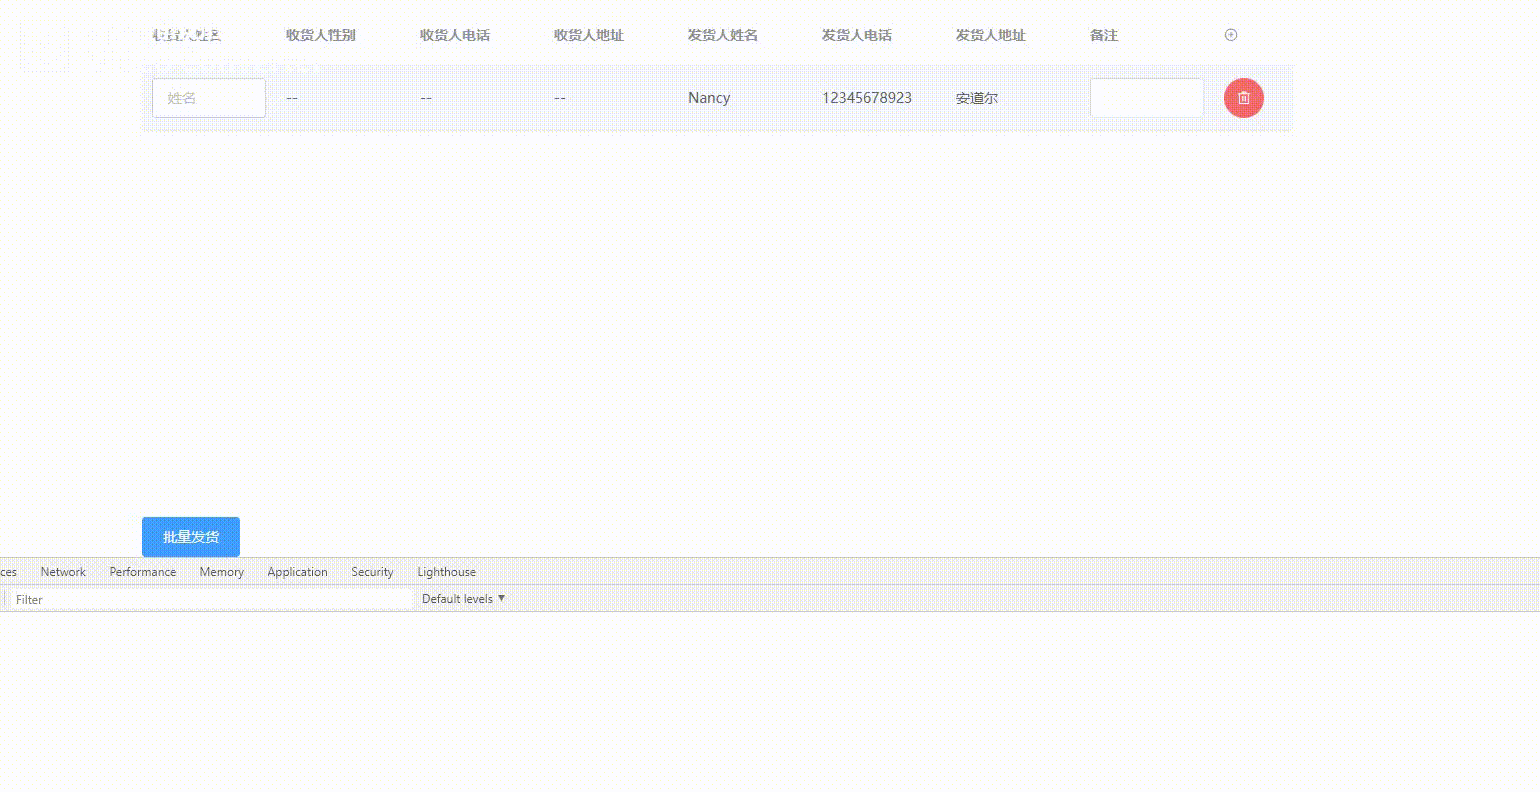 收货人姓名 收货人性别 收货人电话 收货人地址 发货人姓名 发货人电话 发货人地址 备注
姓名 -- -- -- Nancy 12345678923 安道尔
批量发货
ces Network Performance Memory Application Security Lighthouse
Filter Default levels ▼